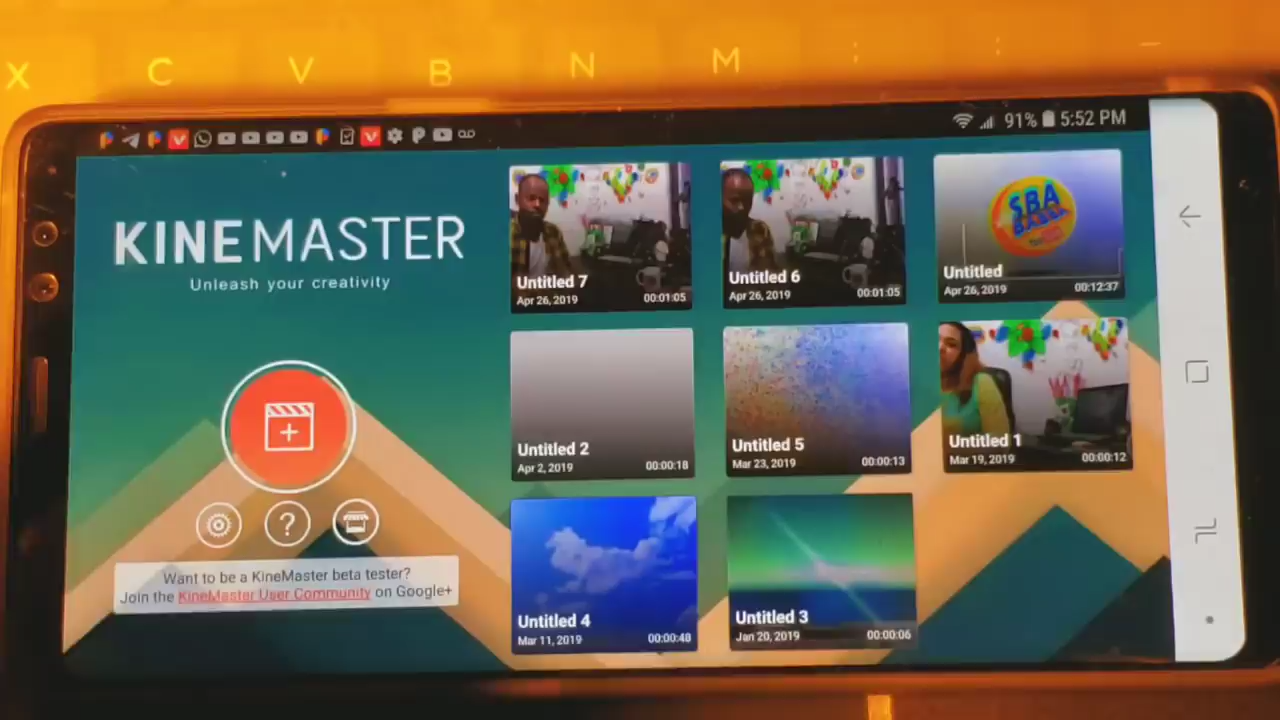 X C V B N M ; : _
91% 5:52 PM
KINEMASTER
Unleash your creativity
Want to be a KineMaster beta tester?
Join the KineMaster User Community on Google+
Untitled 7
Apr 26, 2019 00:01:05
Untitled 6
Apr 26, 2019 00:01:05
SBA
Untitled
Apr 26, 2019 00:12:37
Untitled 2
Apr 2, 2019 00:00:18
Untitled 5
Mar 23, 2019 00:00:13
Untitled 1
Mar 19, 2019 00:00:12
Untitled 4
Mar 11, 2019 00:00:48
Untitled 3
Jan 20, 2019 00:00:06